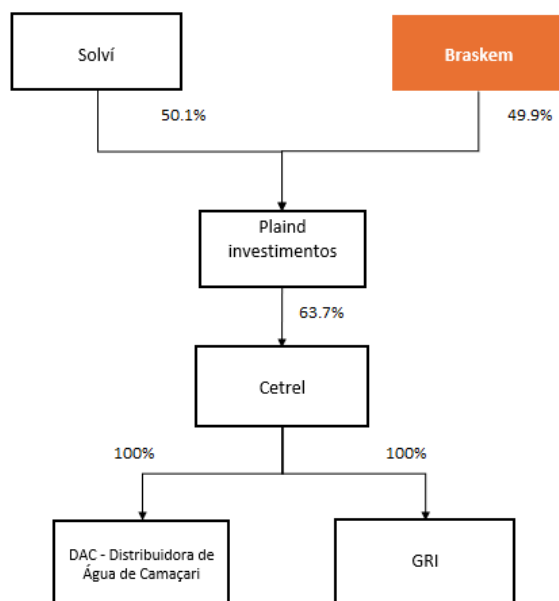 Solví
Braskem
50.1%
49.9%
Plaind
investimentos
63.7%
Cetrel
100%
100%
DAC - Distribuidora de
Água de Camaçari
GRI